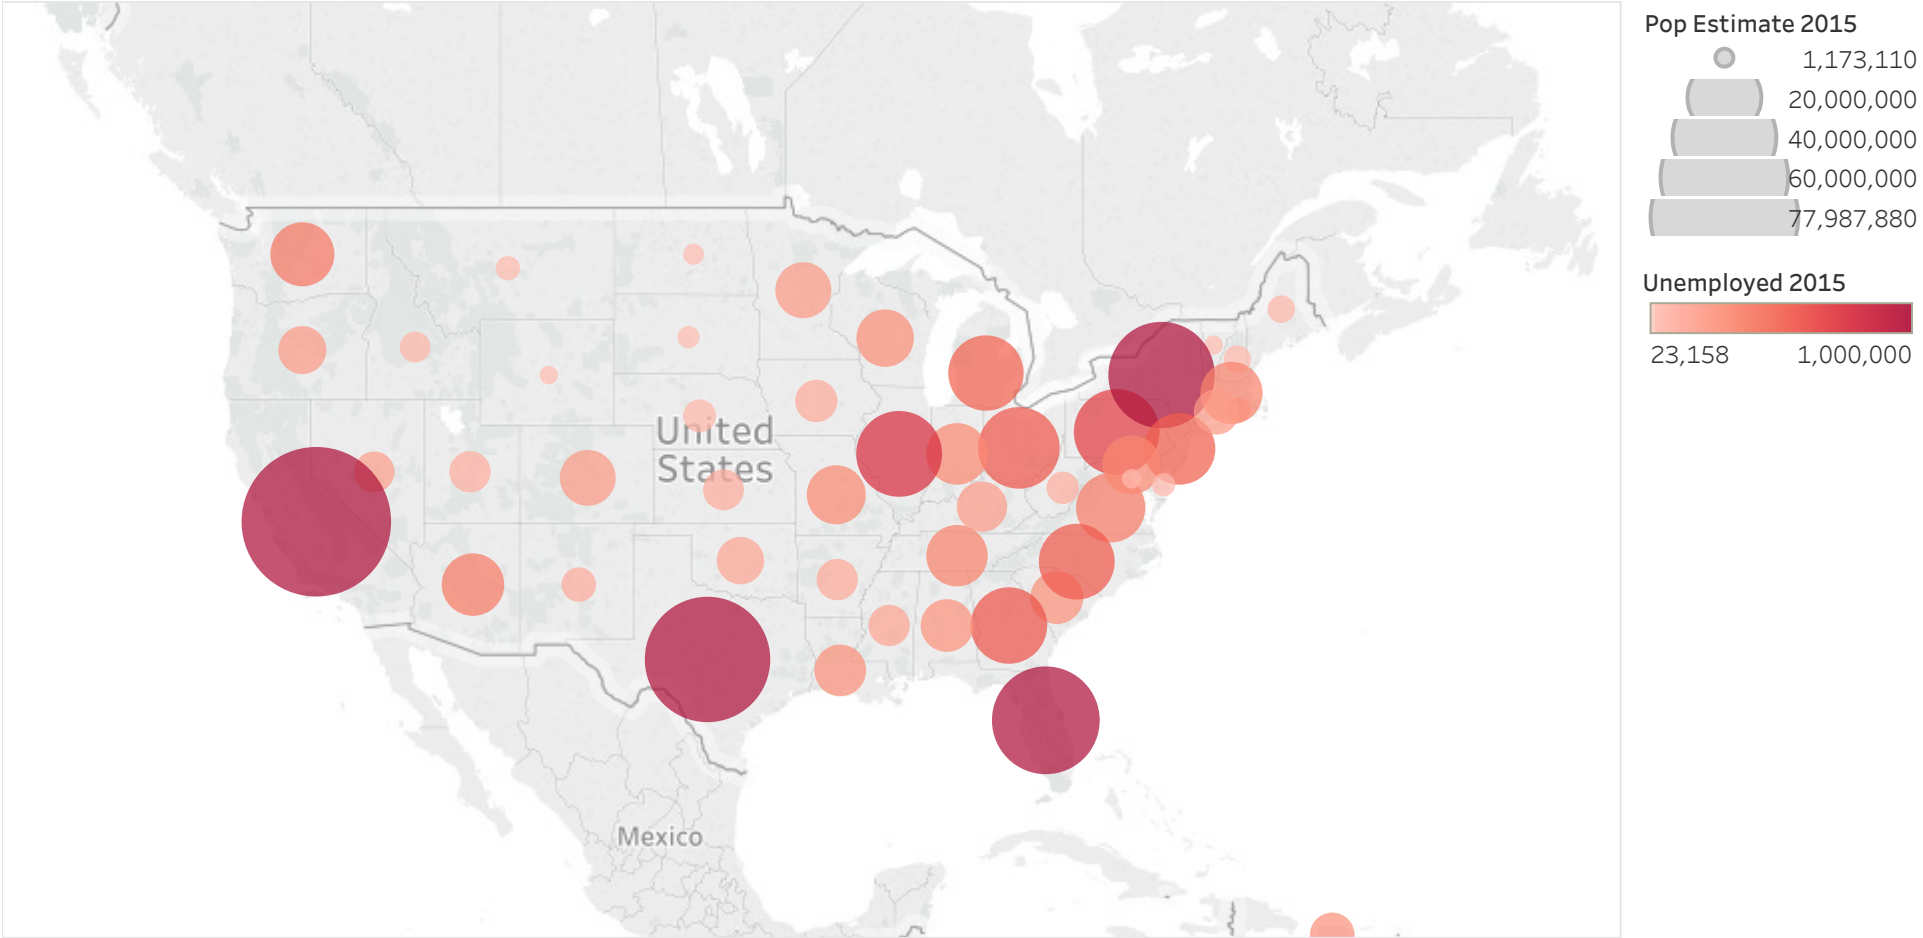 Pop Estimate 2015
1,173,110
20,000,000
40,000,000
60,000,000
77,987,880
Unemployed 2015
23,158 1,000,000
United
States
Mexico